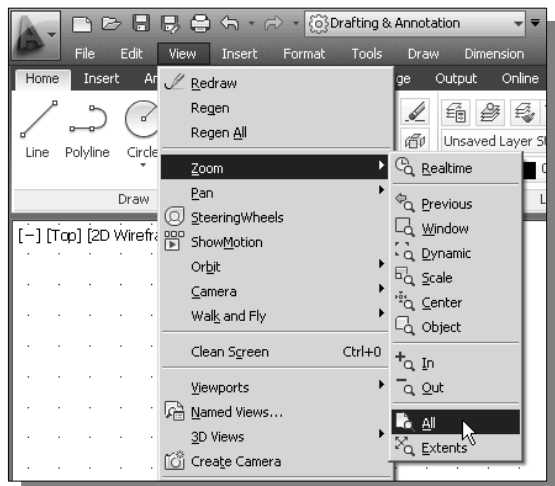 Drafting & Annotation
File Edit View Insert Format Tools Draw Dimension
Home Insert Output Online
Redraw
Regen
Regen All
Unsaved Layer
Line Polyline Circle
Zoom
Realtime
Pan
Previous
Draw
SteeringWheels
Window
[−] [Top] [2D
ShowMotion
Dynamic
Orbit
Scale
Camera
Center
Walk and Fly
Object
Clean Screen Ctrl+0
In
Out
Viewports
Named Views...
All
3D Views
Extents
Create Camera